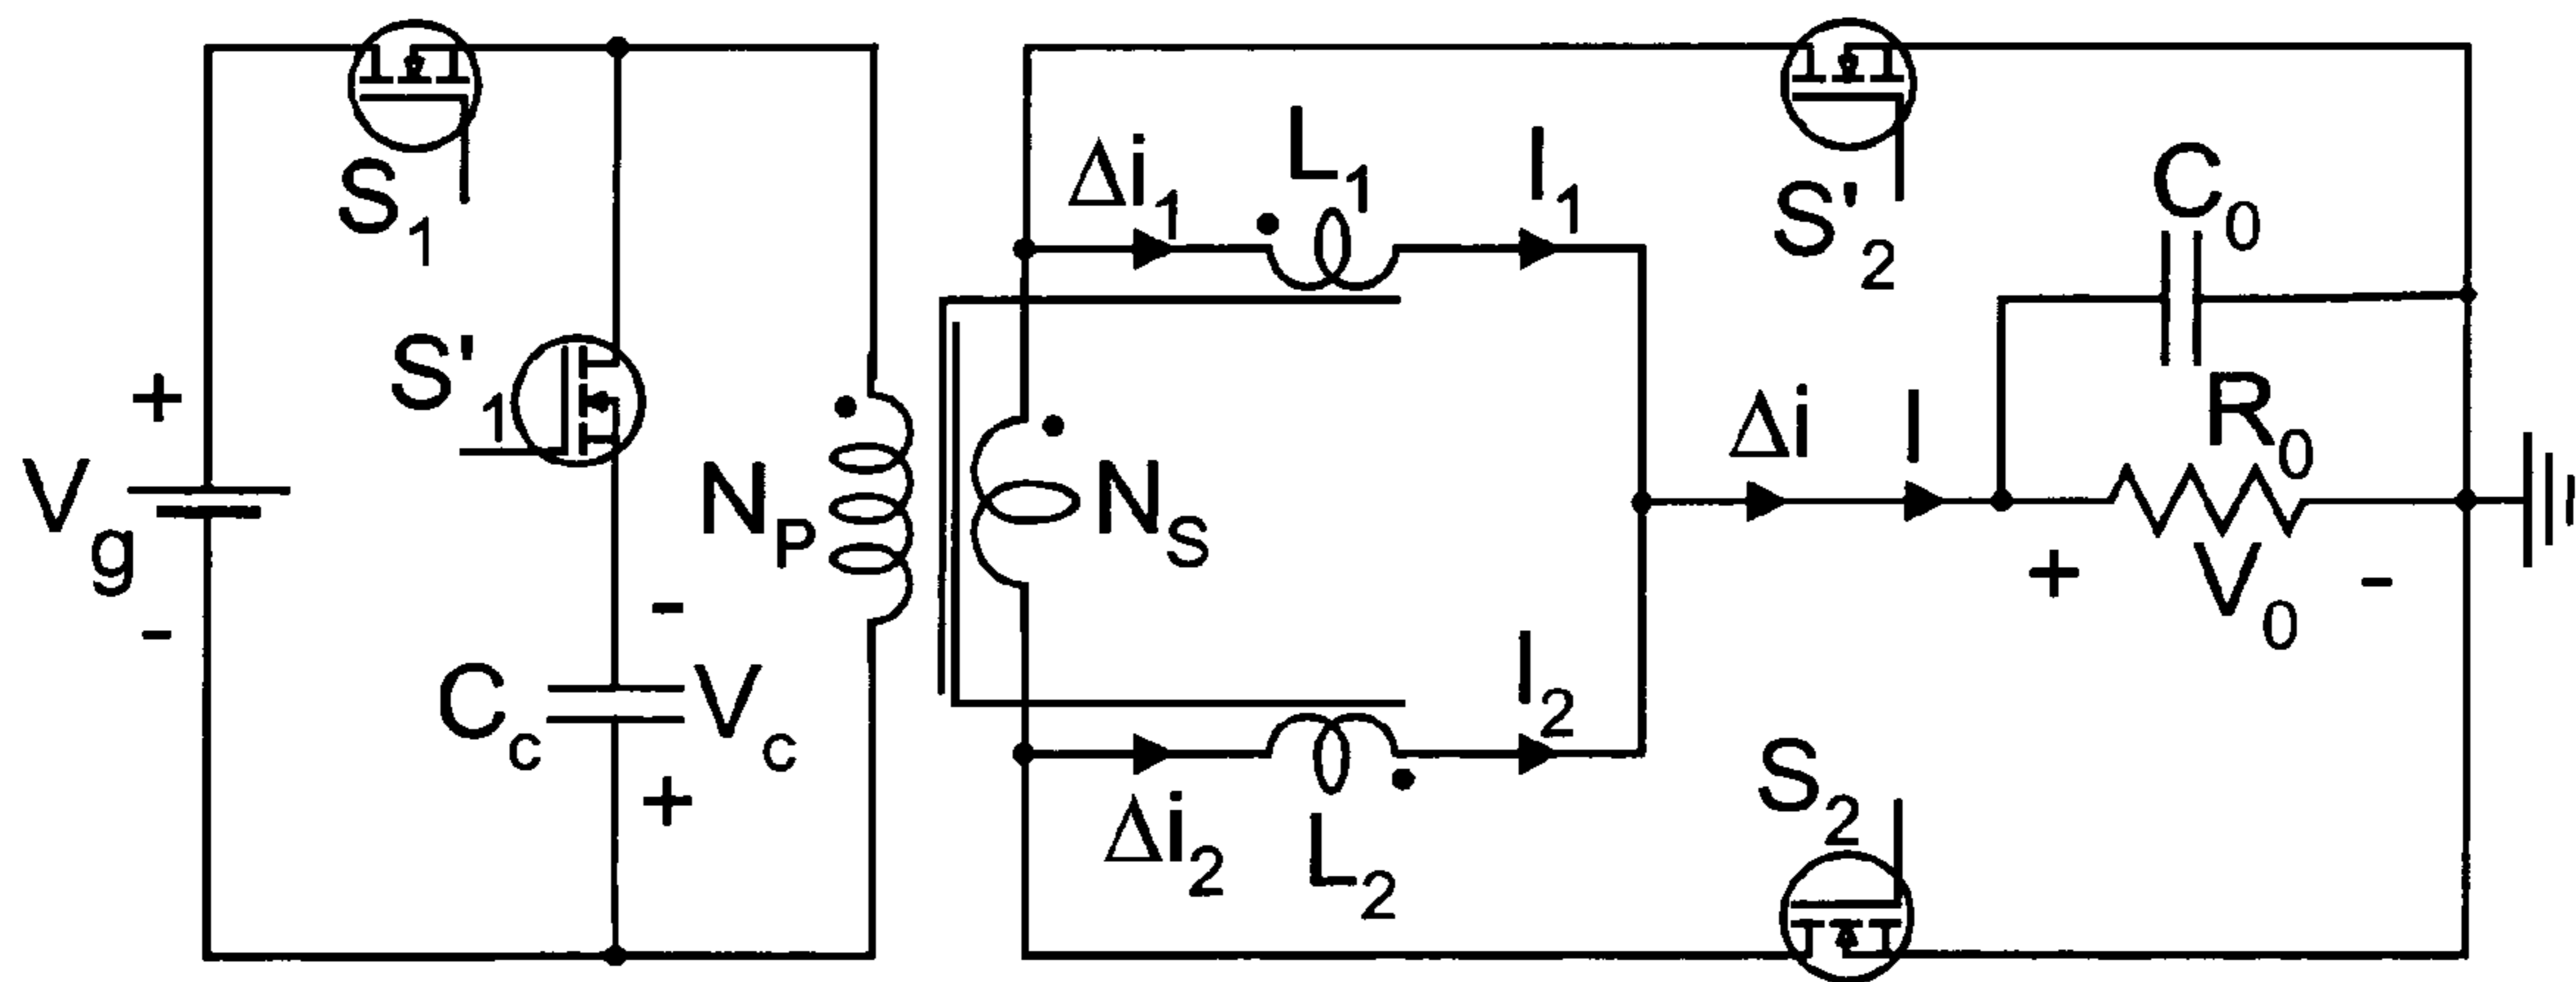 S1
S'2
Δi1
L1
I1
C0
S'1
+
Vg
-
NP
NS
Δi
I
R0
+
V0
-
-
Cc
Vc
+
I2
Δi2
L2
S2